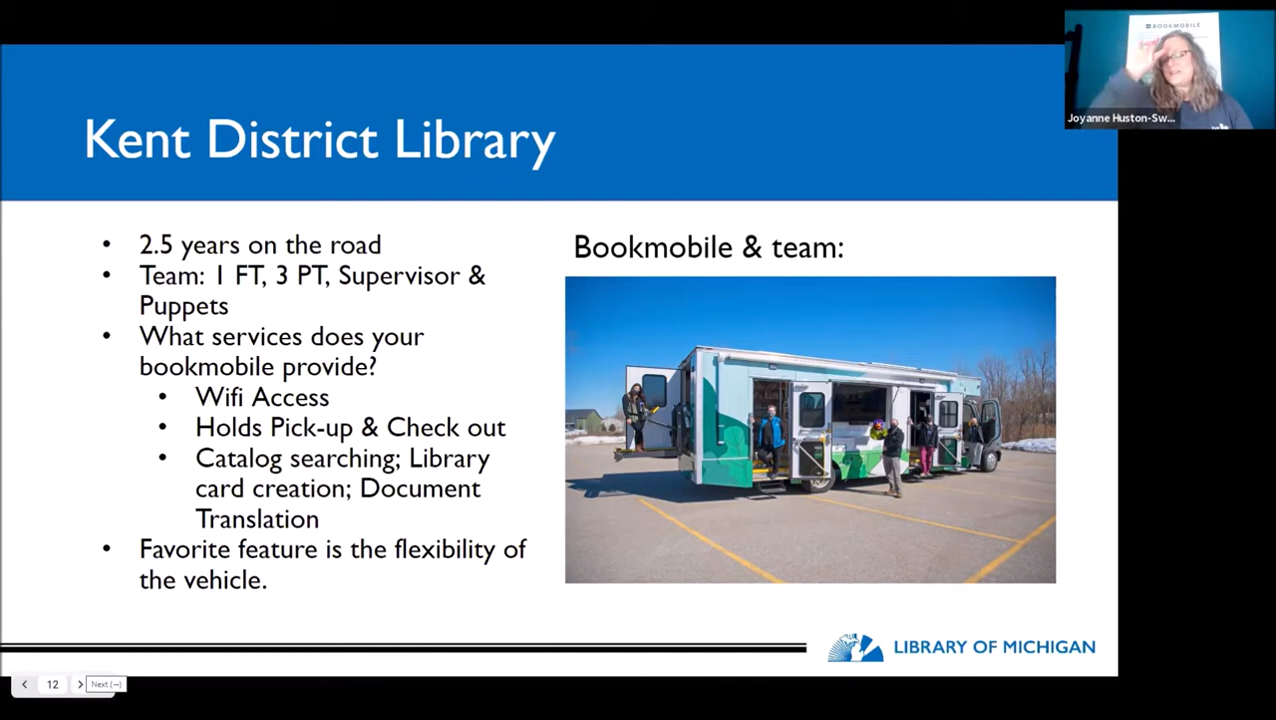 BOOKMOBILE
Joyanne Huston-Sw...
Kent District Library
• 2.5 years on the road
• Team: 1 FT, 3 PT, Supervisor &
Puppets
• What services does your
bookmobile provide?
• Wifi Access
• Holds Pick-up & Check out
• Catalog searching; Library
card creation; Document
Translation
• Favorite feature is the flexibility of
the vehicle.
Bookmobile & team:
LIBRARY OF MICHIGAN
12
Next (→)